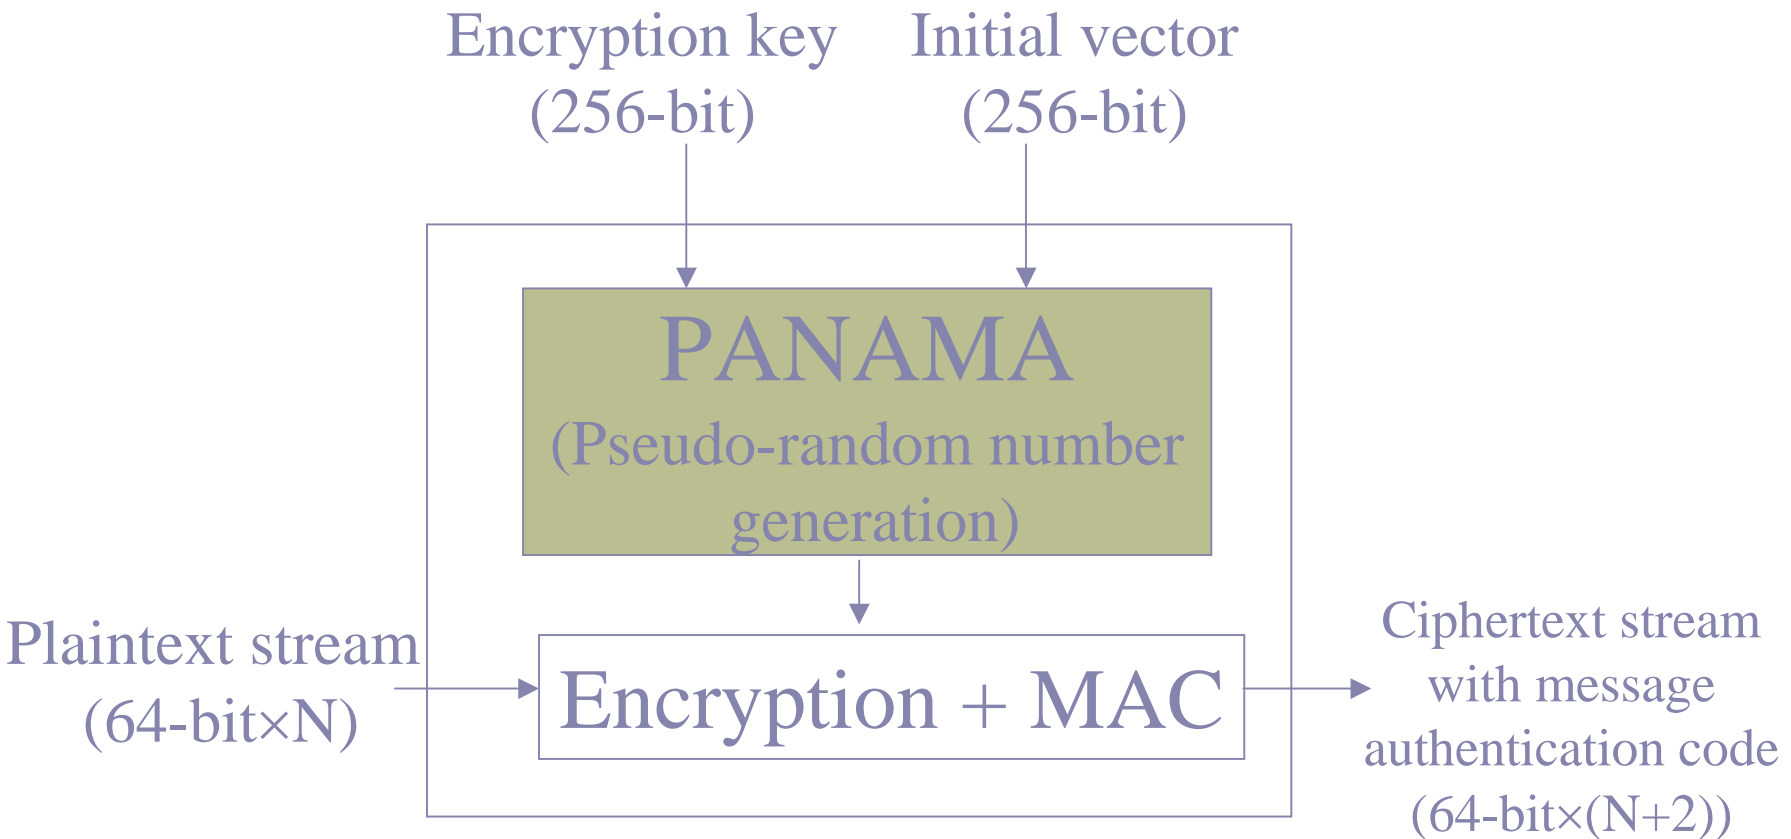 Encryption key
(256-bit)
Initial vector
(256-bit)
PANAMA
(Pseudo-random number
generation)
Plaintext stream
(64-bit×N)
Encryption + MAC
Ciphertext stream
with message
authentication code
(64-bit×(N+2))